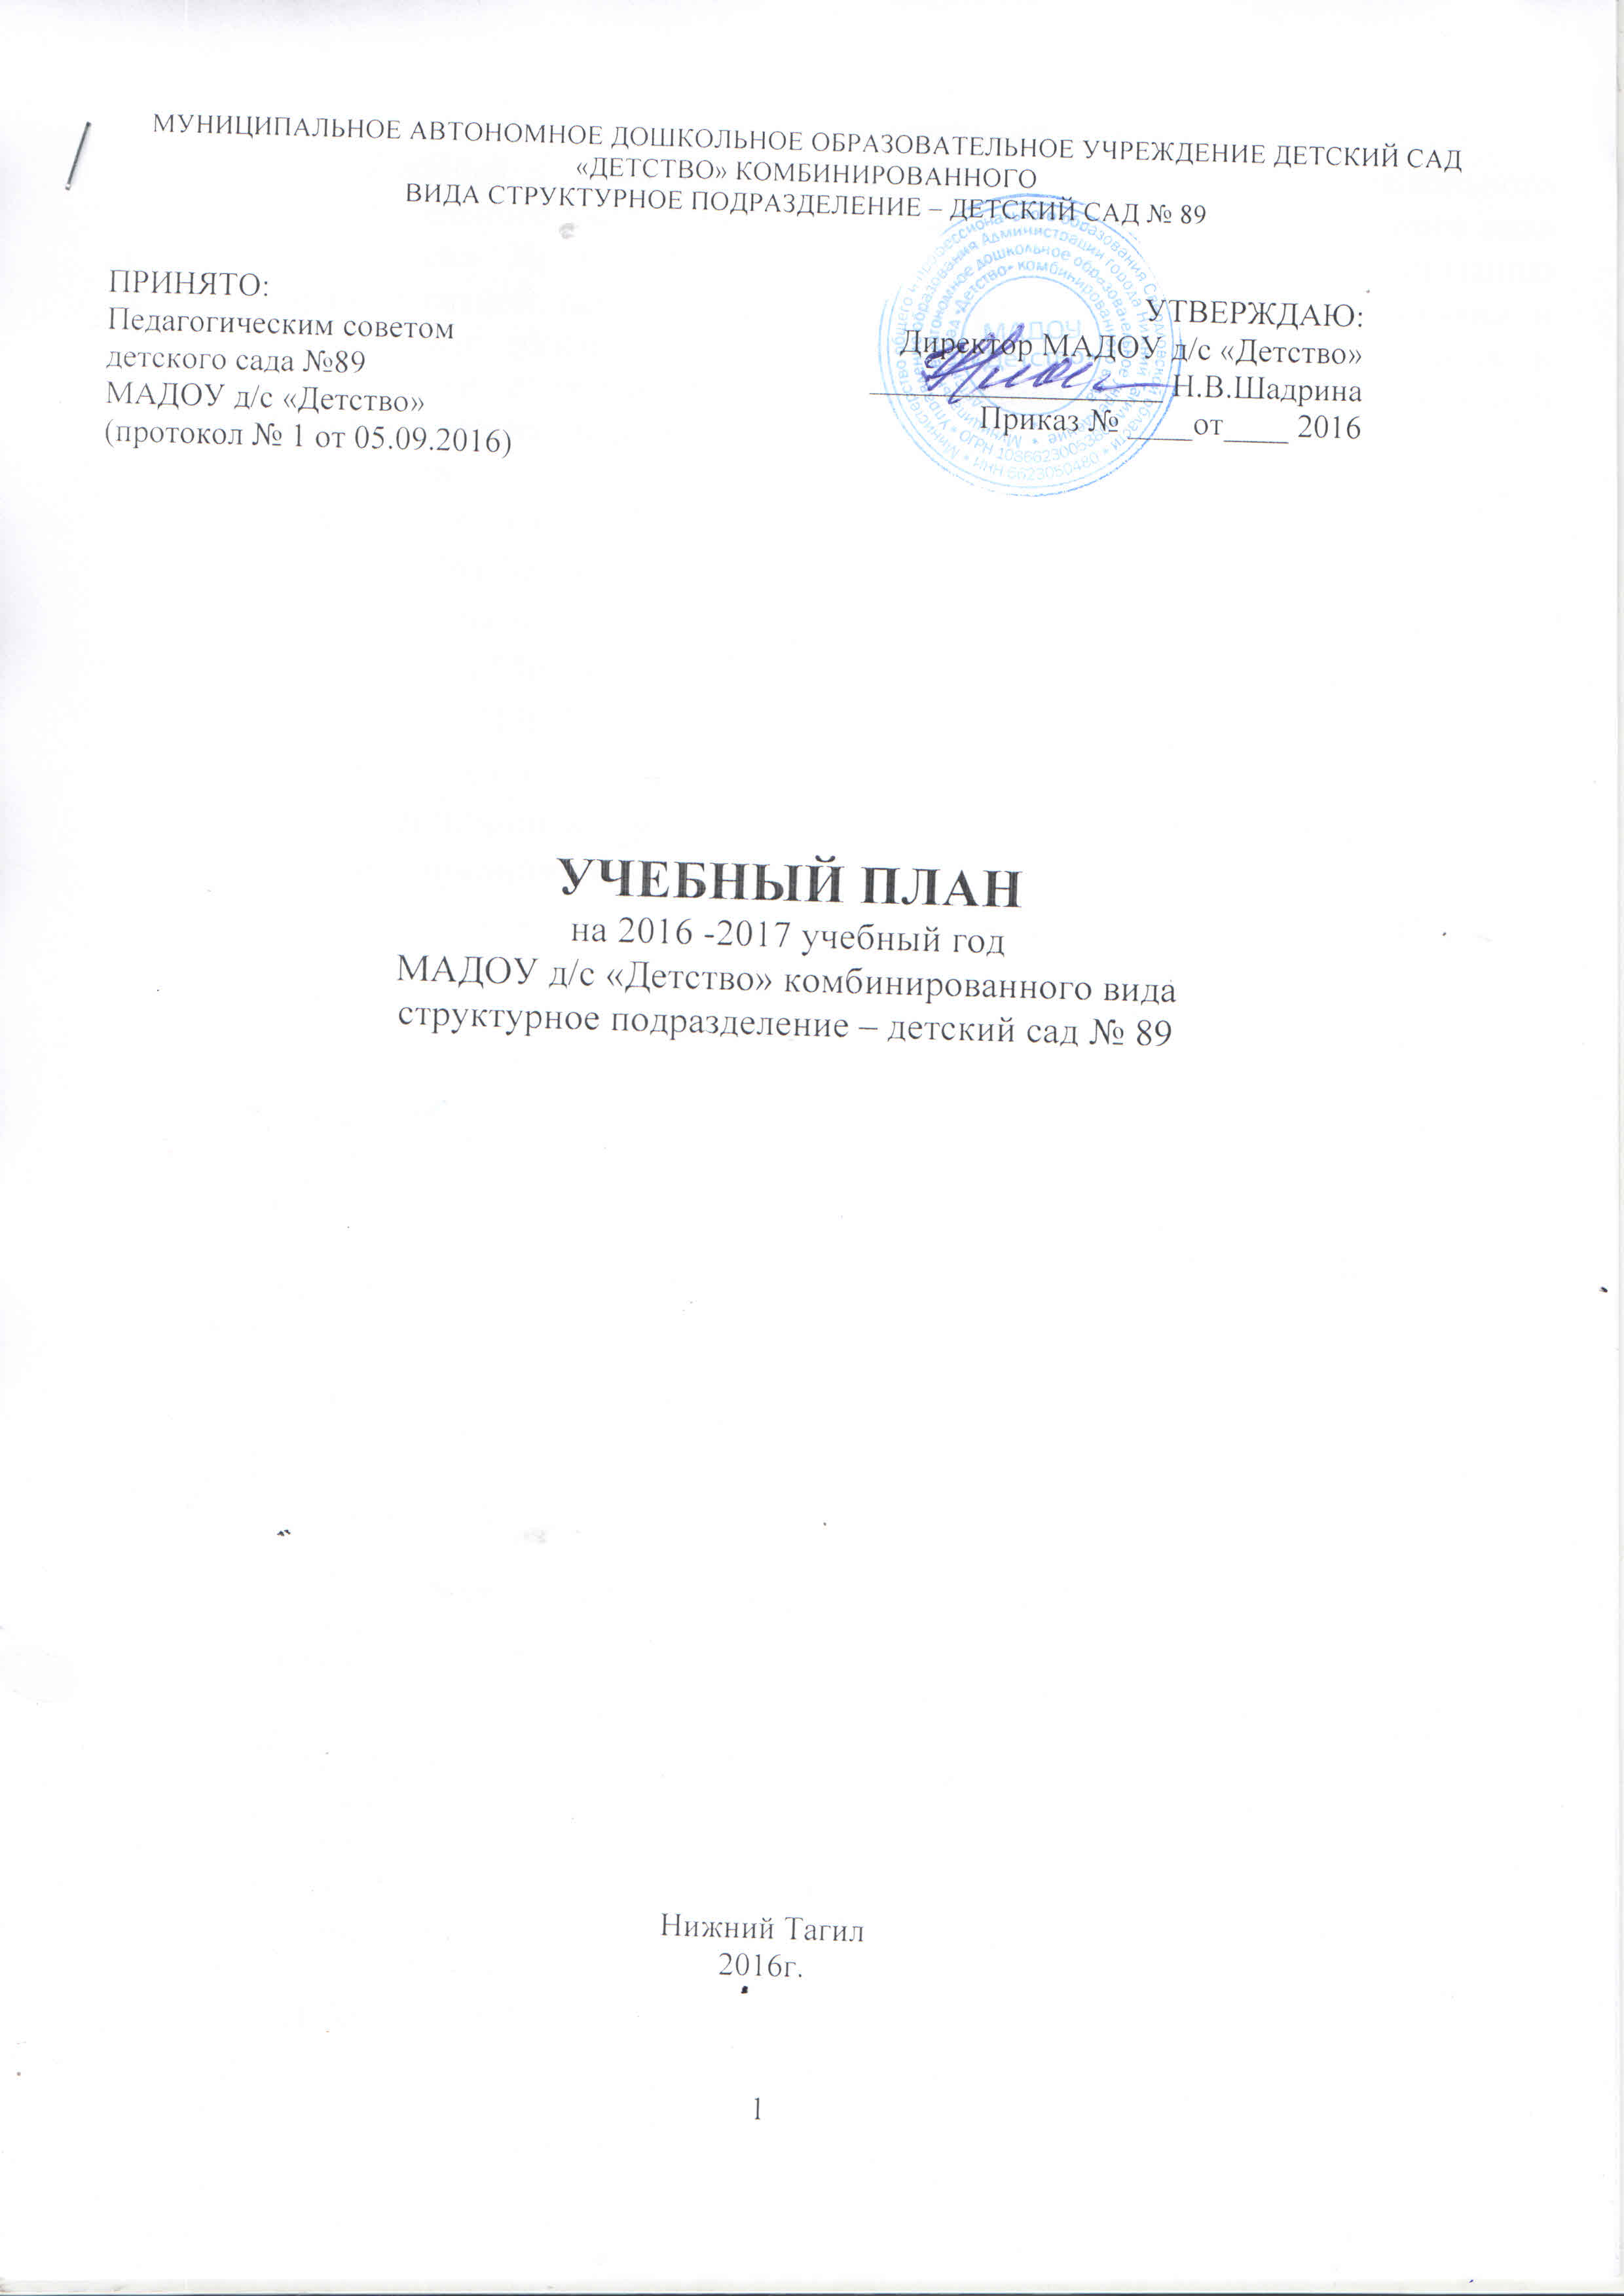 МУНИЦИПАЛЬНОЕ АВТОНОМНОЕ ДОШКОЛЬНОЕ ОБРАЗОВАТЕЛЬНОЕ УЧРЕЖДЕНИЕ ДЕТСКИЙ САД
«ДЕТСТВО» КОМБИНИРОВАННОГО
ВИДА СТРУКТУРНОЕ ПОДРАЗДЕЛЕНИЕ – ДЕТСКИЙ САД № 89
ПРИНЯТО:
Педагогическим советом
детского сада №89
МАДОУ д/с «Детство»
(протокол № 1 от 05.09.2016)
УТВЕРЖДАЮ:
Директор МАДОУ д/с «Детство»
__________________ Н.В.Шадрина
Приказ № ____от____ 2016
УЧЕБНЫЙ ПЛАН
на 2016 -2017 учебный год
МАДОУ д/с «Детство» комбинированного вида
структурное подразделение – детский сад № 89
Нижний Тагил
2016г.
1